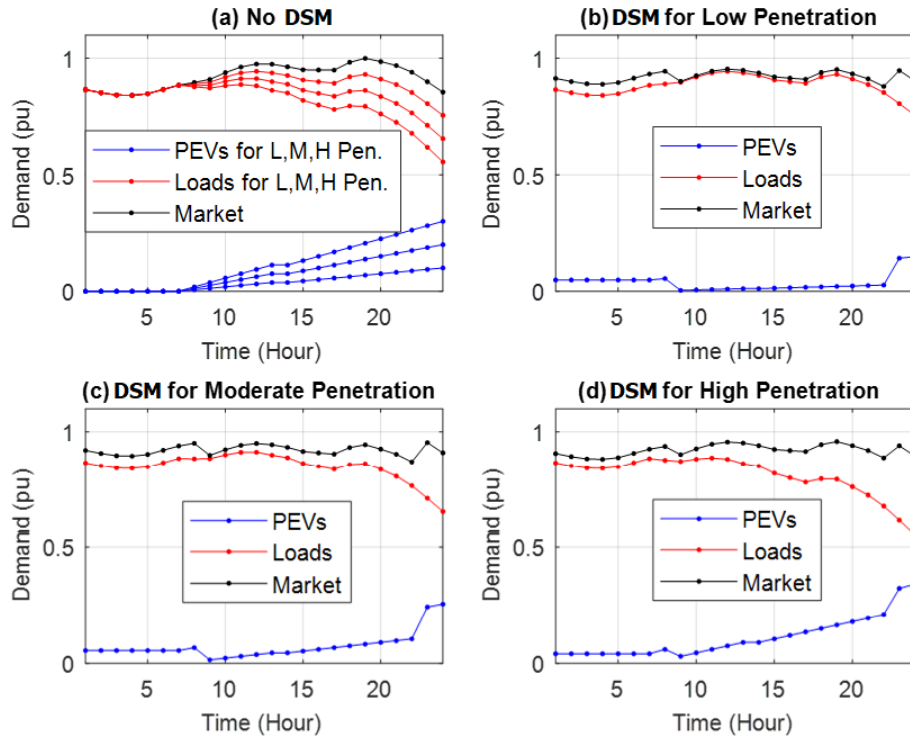 (a) No DSM
Demand (pu)
1
0.5
0
PEVs for L,M,H Pen.
Loads for L,M,H Pen.
Market
5
10
15
20
Time (Hour)
(b) DSM for Low Penetration
Demand (pu)
1
0.5
0
PEVs
Loads
Market
5
10
15
20
Time (Hour)
(c) DSM for Moderate Penetration
Demand (pu)
1
0.5
0
PEVs
Loads
Market
5
10
15
20
Time (Hour)
(d) DSM for High Penetration
Demand (pu)
1
0.5
0
PEVs
Loads
Market
5
10
15
20
Time (Hour)